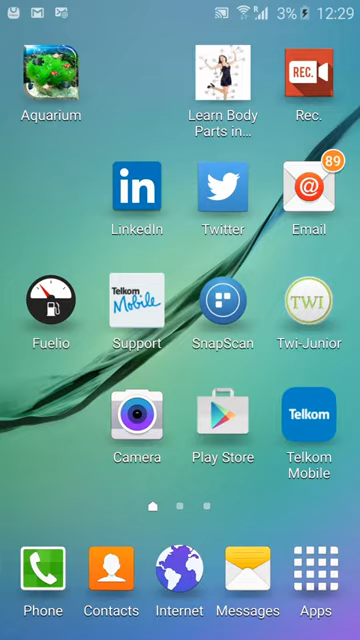 R
3% 12:29
REC.
Aquarium
Learn Body
Parts in...
Rec.
in
@
89
LinkedIn
Twitter
Email
Telkom
Mobile
TWI
Fuelio
Support
SnapScan
Twi-Junior
Telkom
Camera
Play Store
Telkom
Mobile
Phone
Contacts
Internet
Messages
Apps